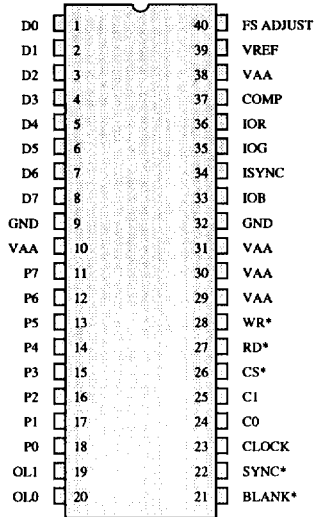 D0 1 40 FS ADJUST
D1 2 39 VREF
D2 3 38 VAA
D3 4 37 COMP
D4 5 36 IOR
D5 6 35 IOG
D6 7 34 ISYNC
D7 8 33 IOB
GND 9 32 GND
VAA 10 31 VAA
P7 11 30 VAA
P6 12 29 VAA
P5 13 28 WR*
P4 14 27 RD*
P3 15 26 CS*
P2 16 25 C1
P1 17 24 C0
P0 18 23 CLOCK
OL1 19 22 SYNC*
OL0 20 21 BLANK*